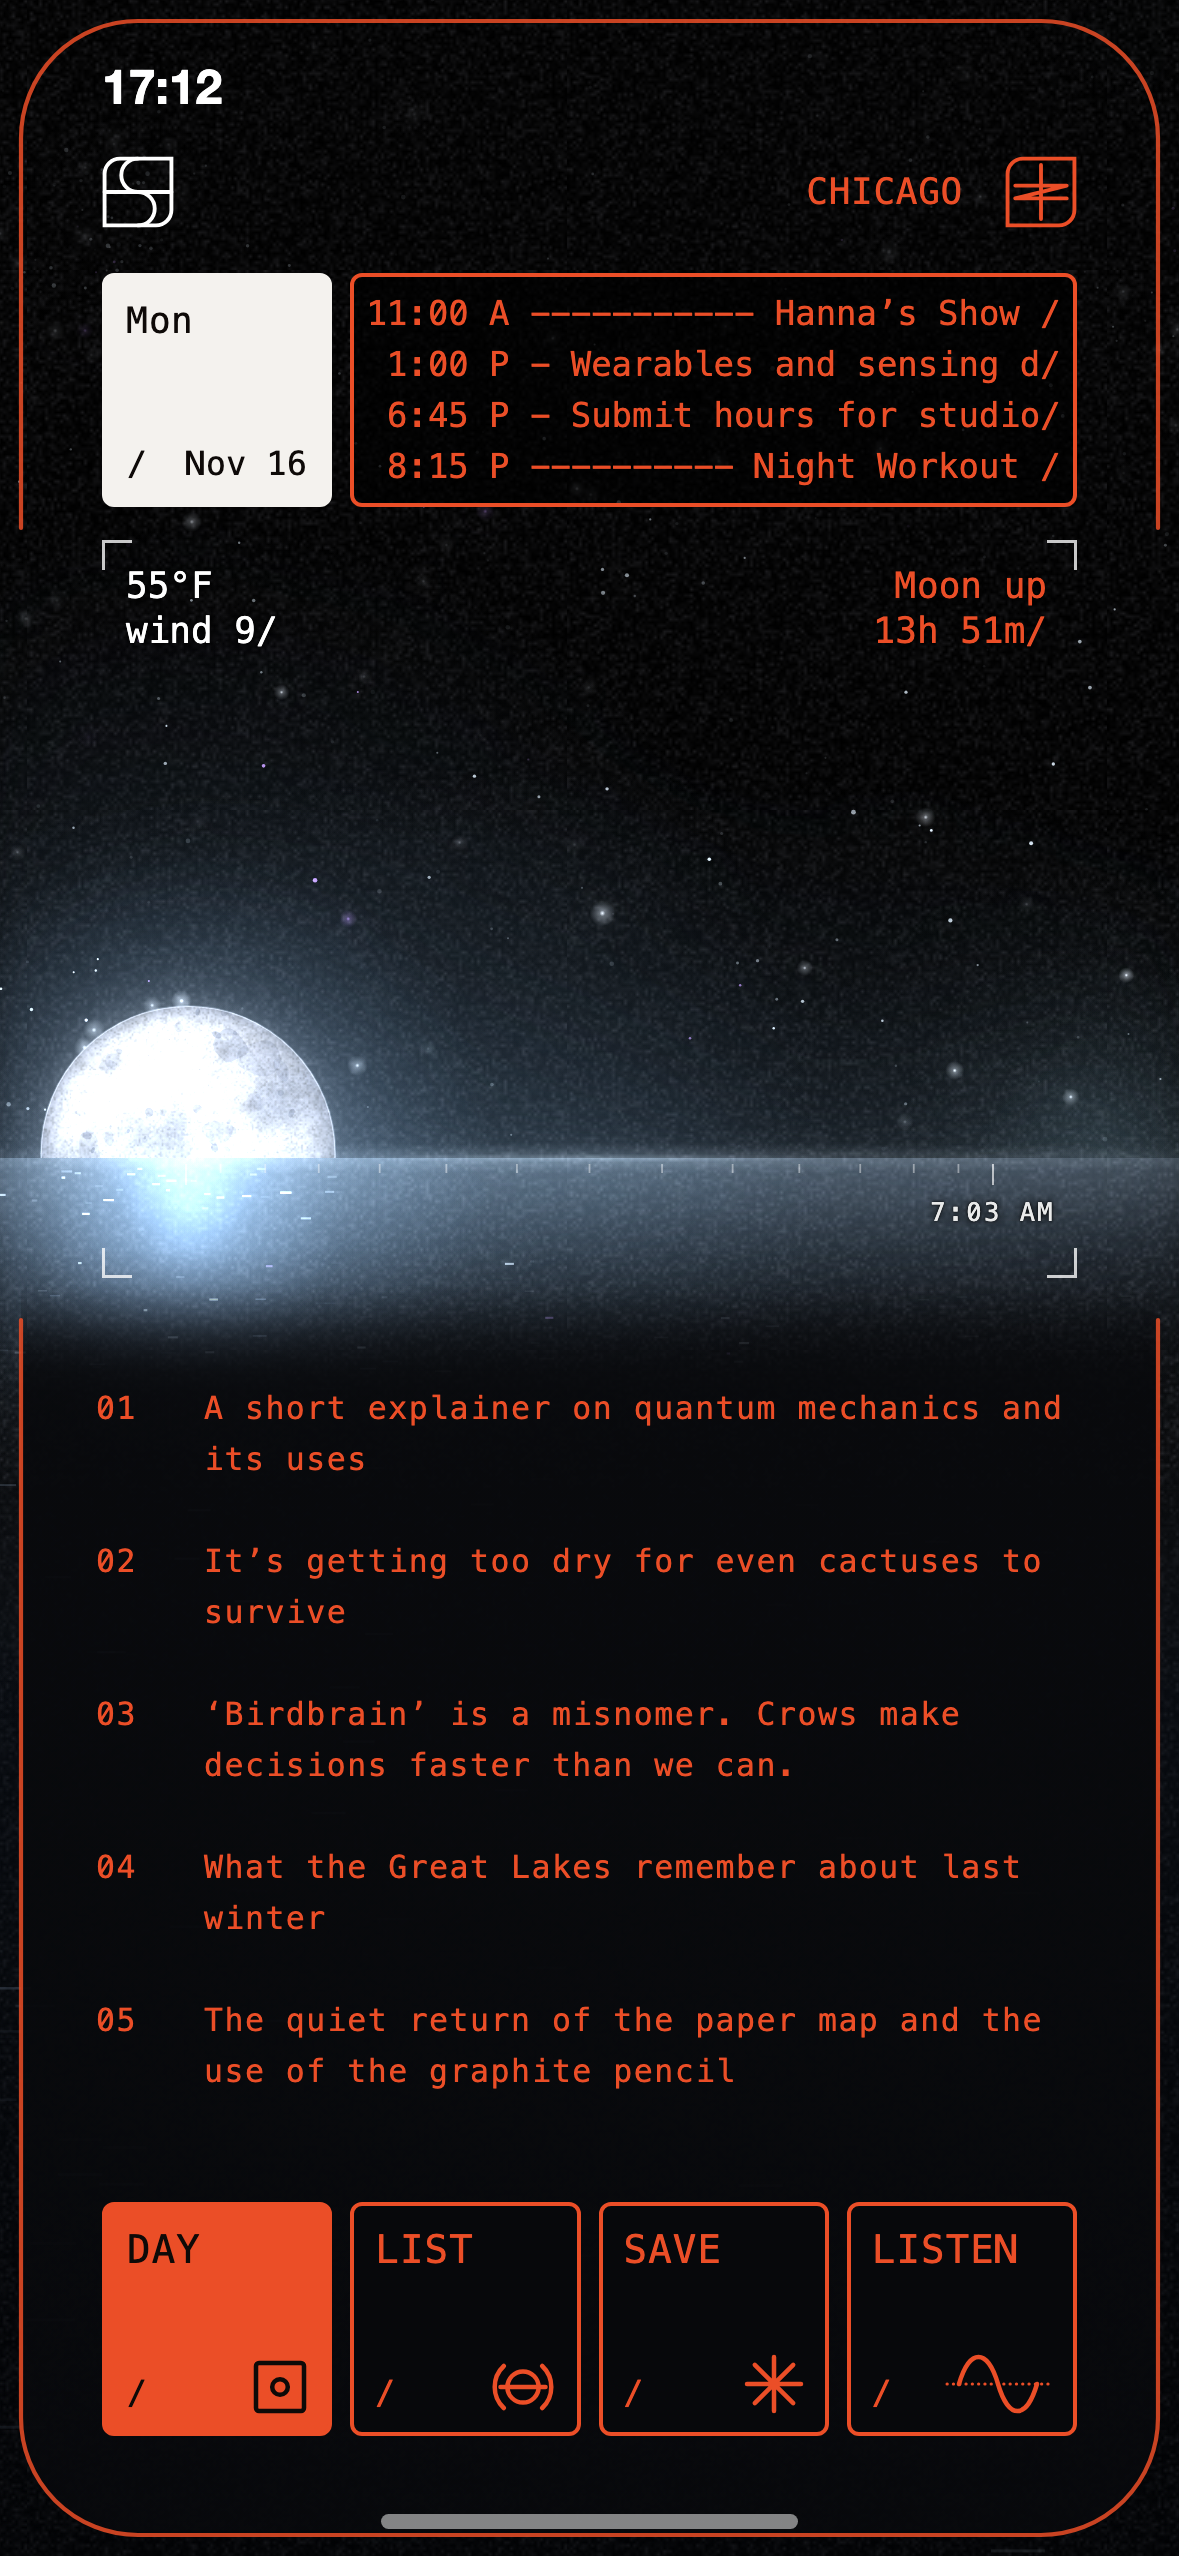 17:12
CHICAGO
Mon
/ Nov 16
11:00 A –––––––––––– Hanna’s Show /
1:00 P – Wearables and sensing d/
6:45 P – Submit hours for studio/
8:15 P –––––––––– Night Workout /
55°F
wind 9/
Moon up
13h 51m/
7:03 AM
01 A short explainer on quantum mechanics and
its uses
02 It’s getting too dry for even cactuses to
survive
03 ‘Birdbrain’ is a misnomer. Crows make
decisions faster than we can.
04 What the Great Lakes remember about last
winter
05 The quiet return of the paper map and the
use of the graphite pencil
DAY
/
LIST
/
SAVE
/
LISTEN
/